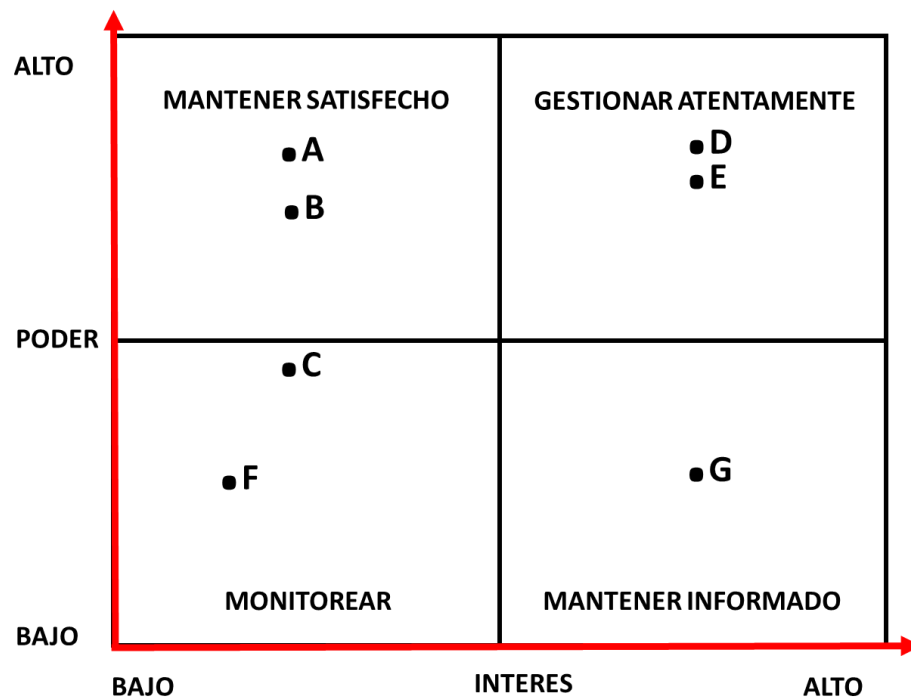 ALTO
MANTENER SATISFECHO
GESTIONAR ATENTAMENTE
A
D
E
B
PODER
C
F
G
MONITOREAR
MANTENER INFORMADO
BAJO
BAJO
INTERES
ALTO